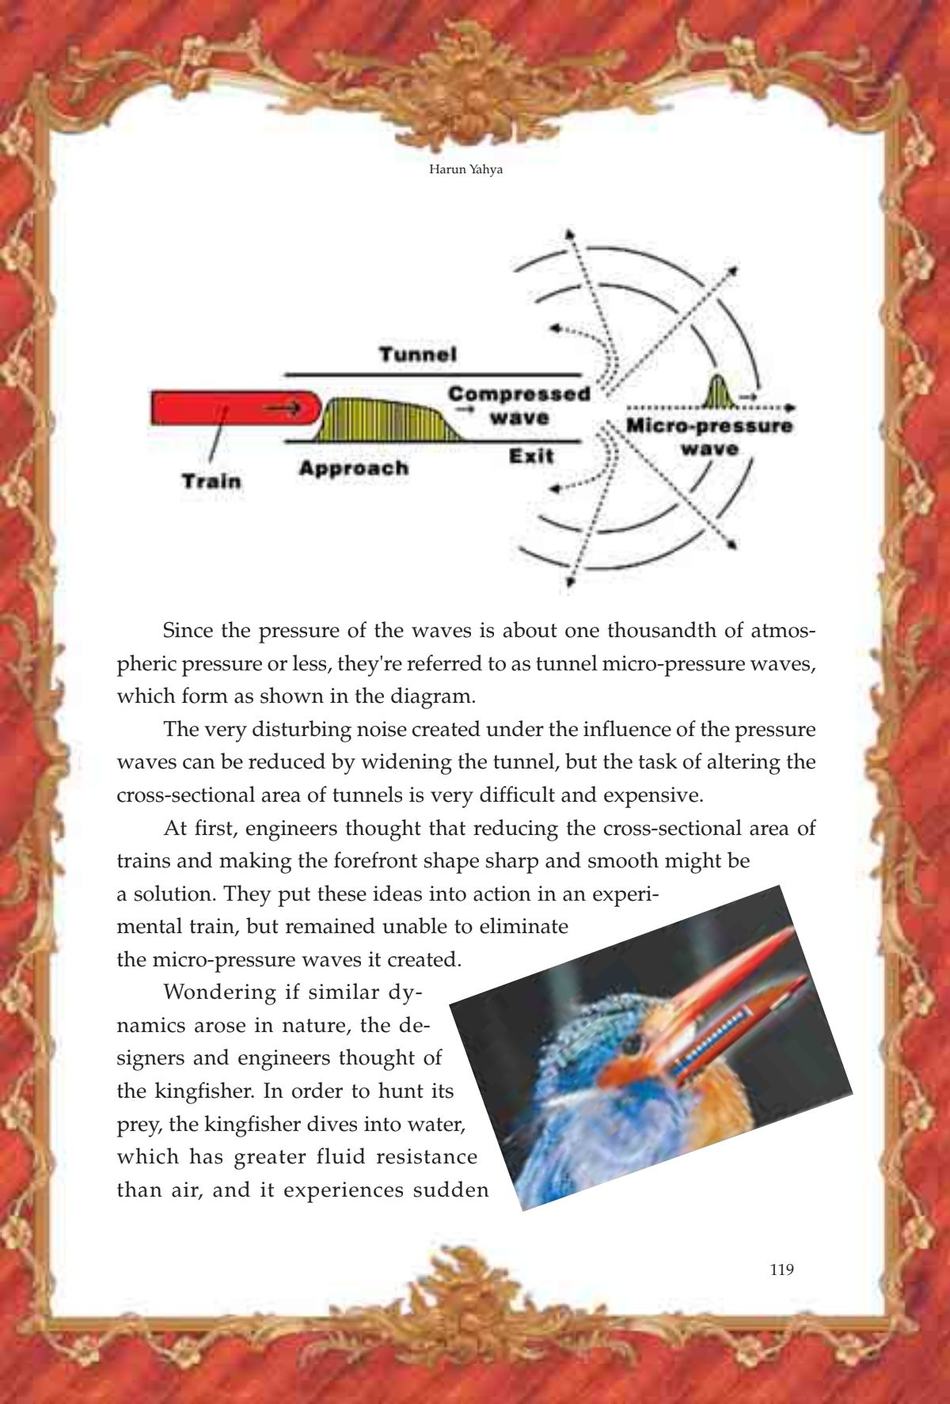 Harun Yahya
Tunnel
Compressed
wave
Micro-pressure
wave
Exit
Approach
Train
Since the pressure of the waves is about one thousandth of atmos-
pheric pressure or less, they're referred to as tunnel micro-pressure waves,
which form as shown in the diagram.
The very disturbing noise created under the influence of the pressure
waves can be reduced by widening the tunnel, but the task of altering the
cross-sectional area of tunnels is very difficult and expensive.
At first, engineers thought that reducing the cross-sectional area of
trains and making the forefront shape sharp and smooth might be
a solution. They put these ideas into action in an experi-
mental train, but remained unable to eliminate
the micro-pressure waves it created.
Wondering if similar dy-
namics arose in nature, the de-
signers and engineers thought of
the kingfisher. In order to hunt its
prey, the kingfisher dives into water,
which has greater fluid resistance
than air, and it experiences sudden
119